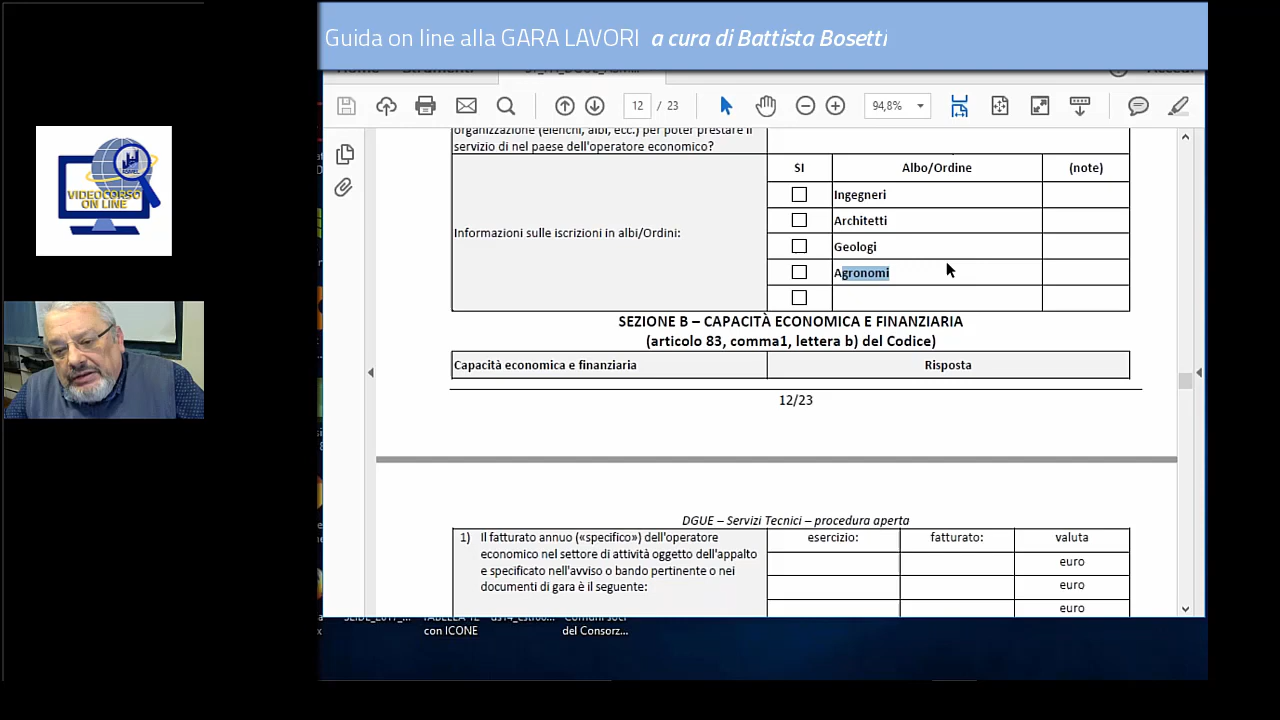 Guida on line alla GARA LAVORI a cura di Battista Bosetti
12 / 23
94,8%
VIDEOCORSO
ON LINE
organizzazione (elenchi, albi, ecc.) per poter prestare il
servizio di nel paese dell'operatore economico?
SI Albo/Ordine (note)
Informazioni sulle iscrizioni in albi/Ordini:
Ingegneri
Architetti
Geologi
Agronomi
SEZIONE B – CAPACITÀ ECONOMICA E FINANZIARIA
(articolo 83, comma1, lettera b) del Codice)
Capacità economica e finanziaria Risposta
12/23
DGUE – Servizi Tecnici – procedura aperta
1) Il fatturato annuo («specifico») dell'operatore
economico nel settore di attività oggetto dell'appalto
e specificato nell'avviso o bando pertinente o nei
documenti di gara è il seguente:
esercizio: fatturato: valuta
euro
euro
euro
con ICONE
del Consorz...